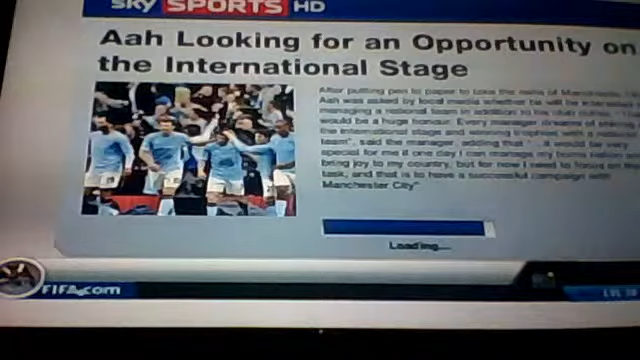 sky SPORTS HD
Aah Looking for an Opportunity on
the International Stage
After putting pen to paper to take the reins of Manchester,
Aah was asked by local media whether he will be interested
managing a national team in addition to his club
would be a huge honour. Every manager dreams of
the international stage and winning trophies with a national
team", said the manager, adding that "It would be very
special for me if one day I can manage my home nation and
bring joy to my country, but for now I need to focus on the
task, and that is to have a successful campaign with
Manchester City"
Loading...
FIFA.com
LVL